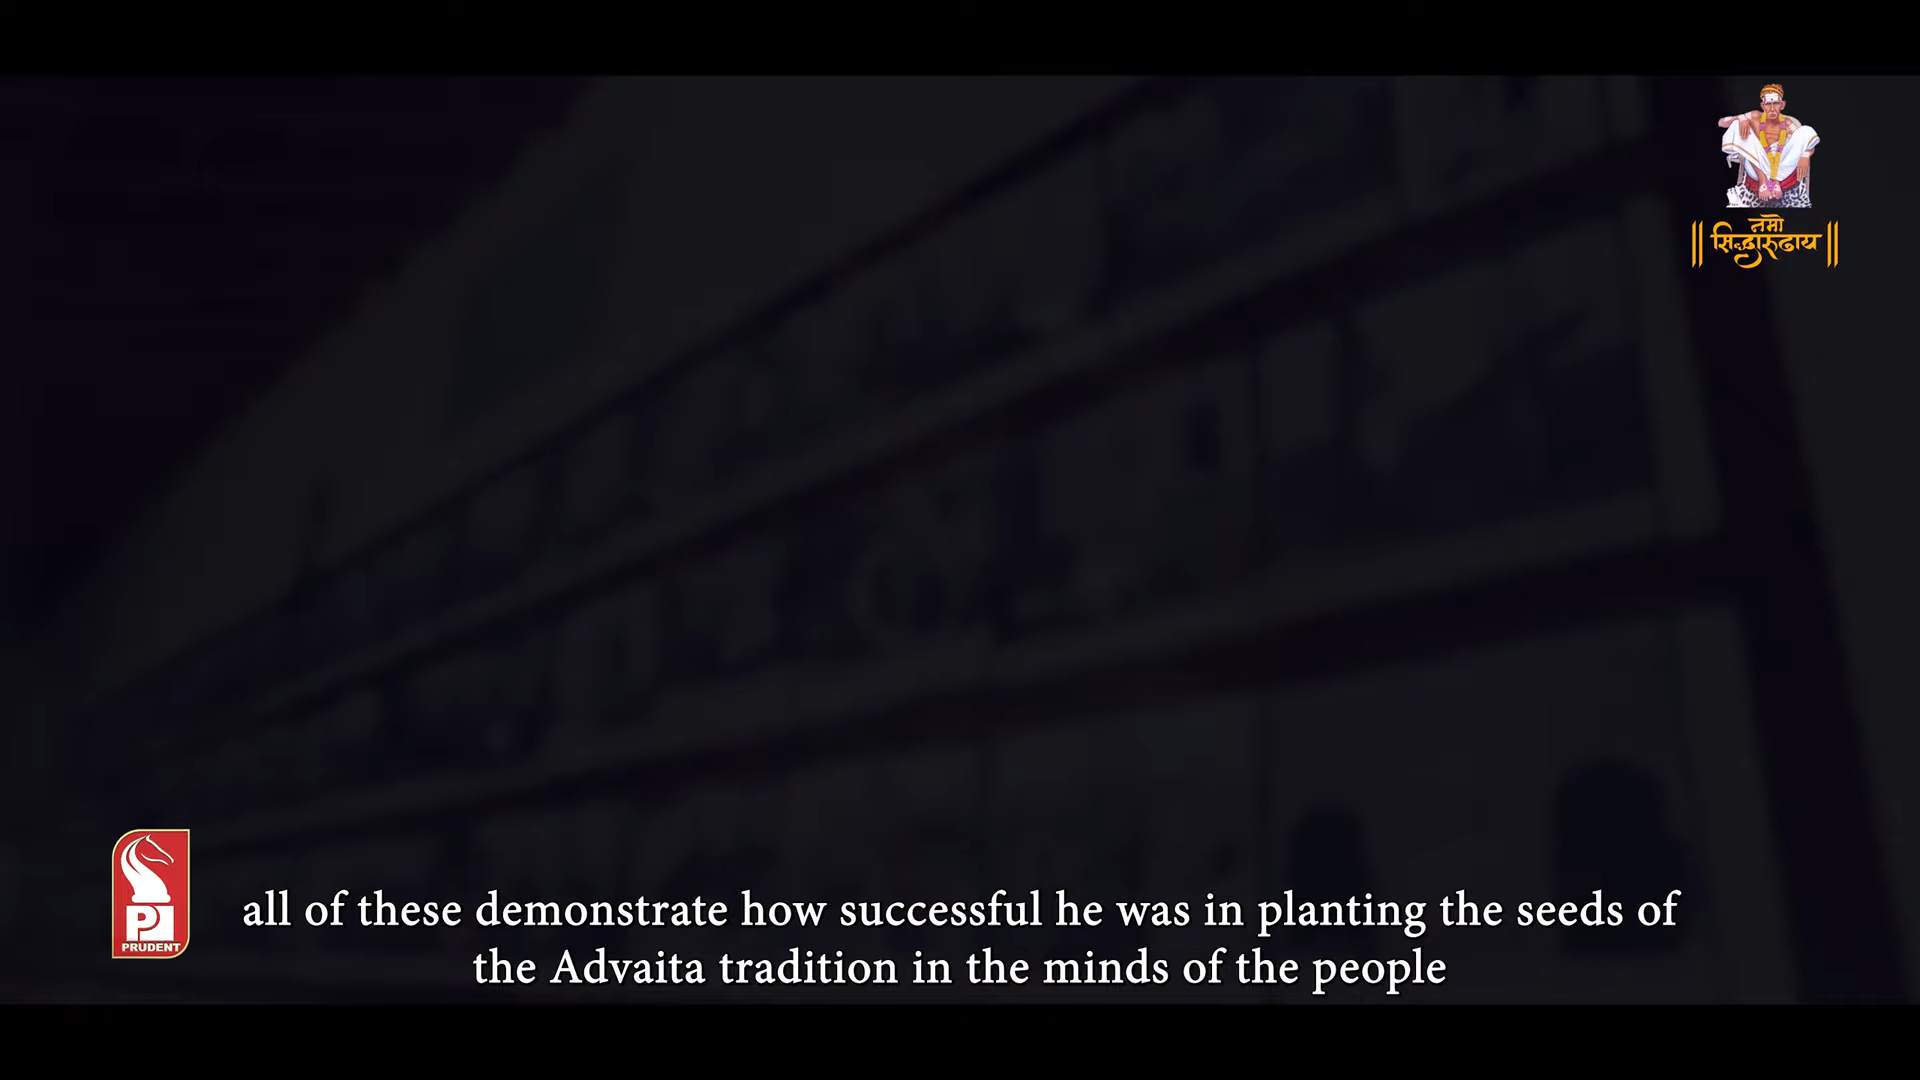 नमो
॥ सिद्धारूढाय ॥
PI
PRUDENT
all of these demonstrate how successful he was in planting the seeds of
the Advaita tradition in the minds of the people